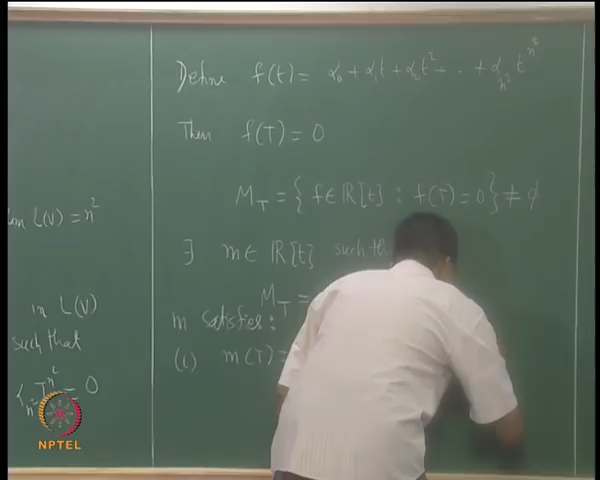 dim L(V) = n²
in L(V)
such that
T^{n²} = 0
Define f(t) = α₀ + α₁t + α₂t² + ... + α_{n²} t^{n²}
Then f(T) = 0
M_T = { f ∈ ℝ[t] : f(T) = 0 } ≠ ϕ
∃ m ∈ ℝ[t] such th
M_T =
m satisfies :
(i) m(T) =
NPTEL